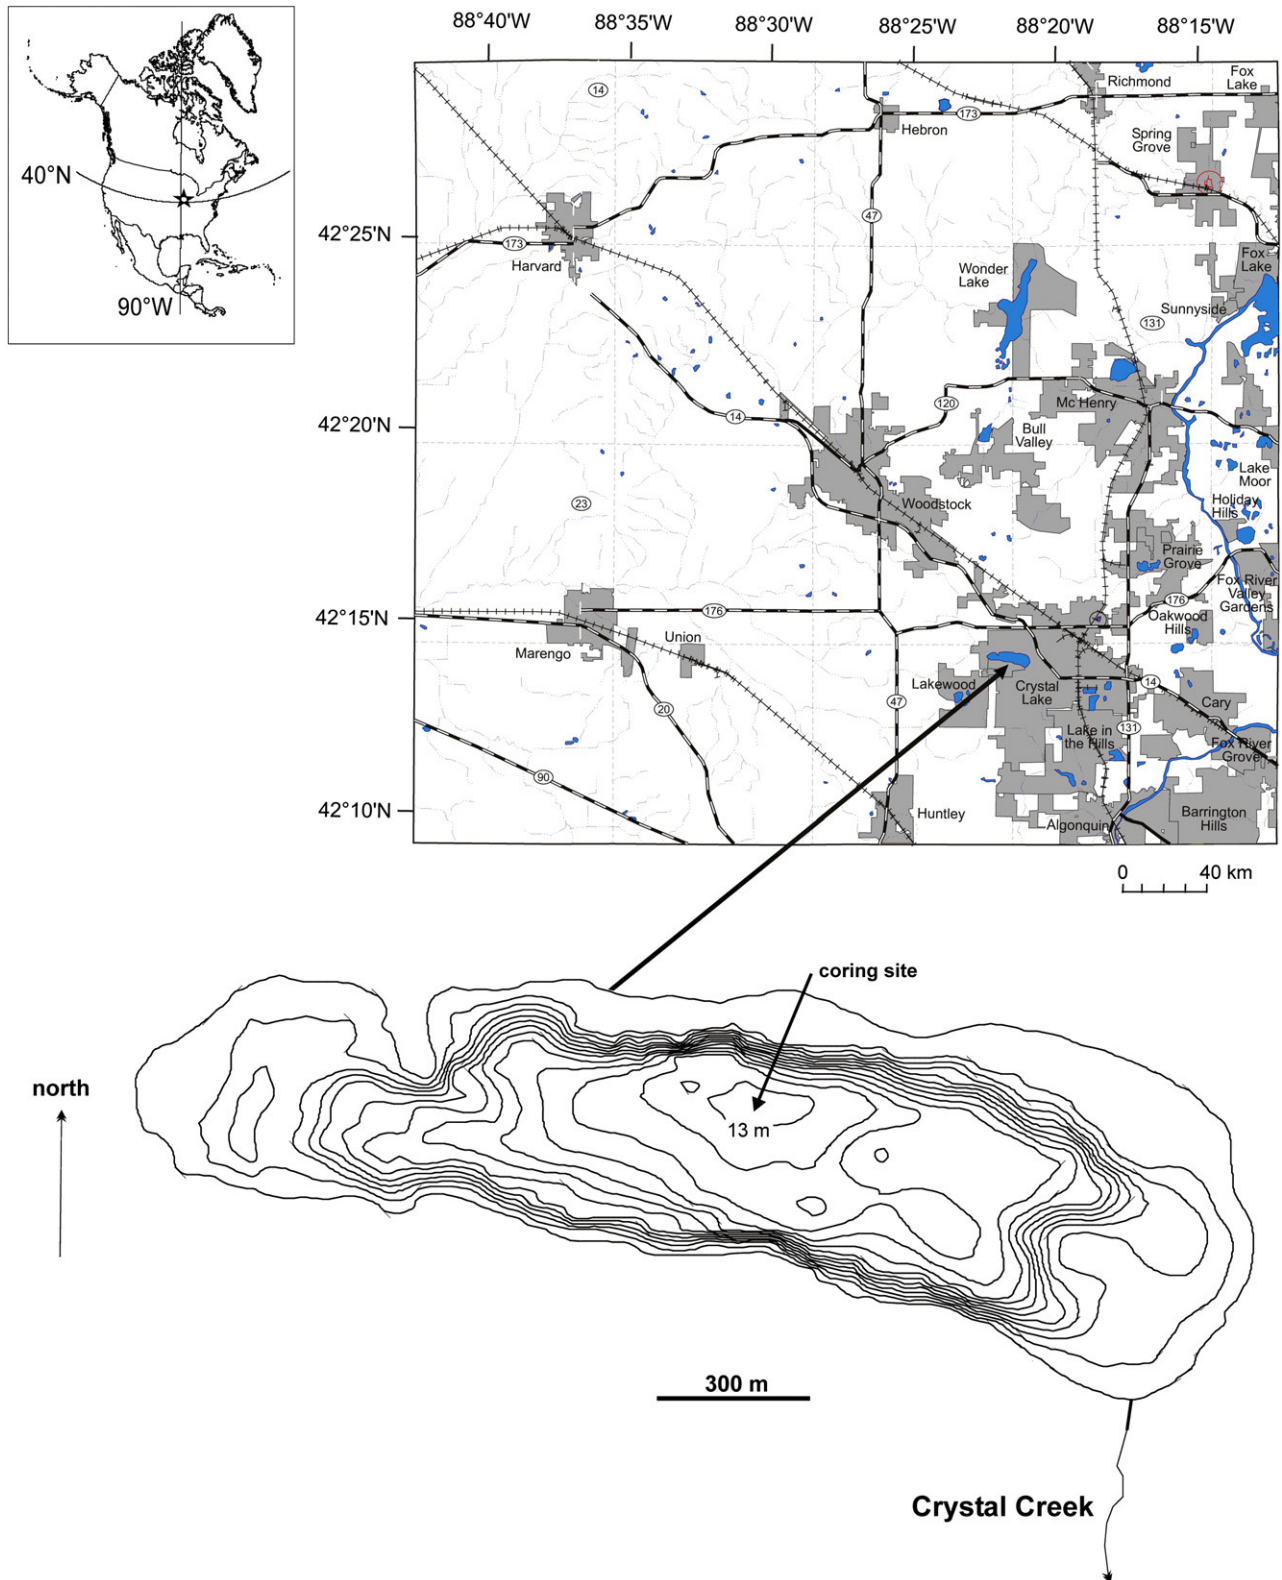 40°N
90°W
88°40'W 88°35'W 88°30'W 88°25'W 88°20'W 88°15'W
42°25'N
42°20'N
42°15'N
42°10'N
14
Richmond
Fox
Lake
Hebron
173
Spring
Grove
47
173
Harvard
Wonder
Lake
Fox
Lake
Sunnyside
131
120
Mc Henry
14
Bull
Valley
Lake
Moor
23
Woodstock
Holiday
Hills
Prairie
Grove
176
176
Fox River
Valley
Gardens
Oakwood
Hills
Marengo
Union
Lakewood
Crystal
Lake
14
20
47
Cary
Lake in
the Hills
131
Fox River
Grove
90
Huntley
Algonquin
Barrington
Hills
0 40 km
coring site
north
13 m
300 m
Crystal Creek